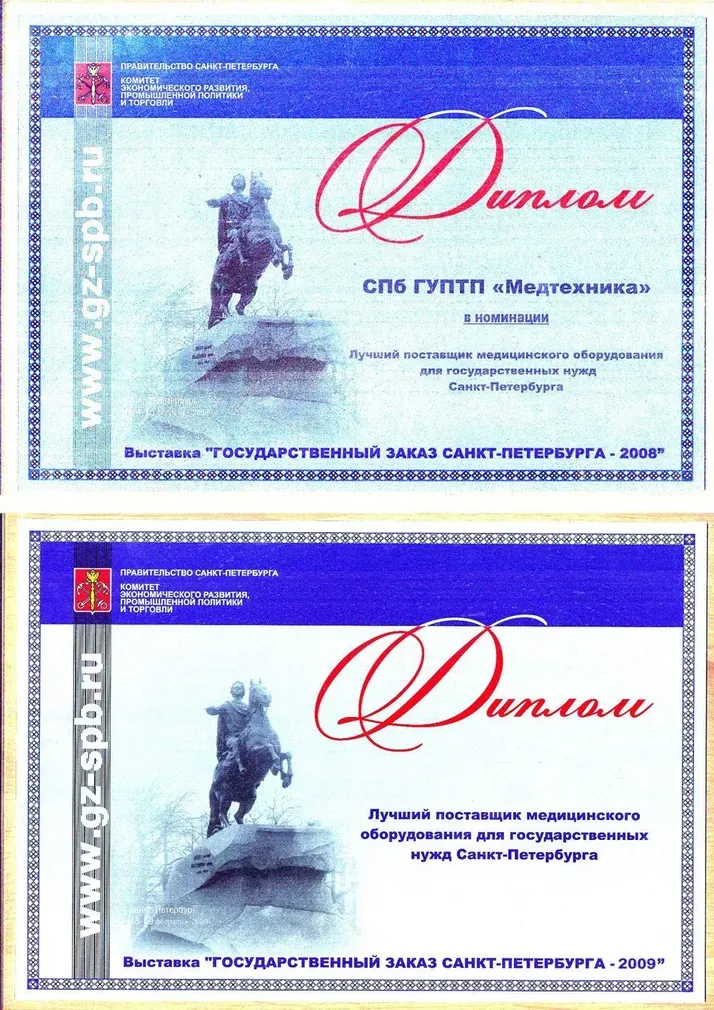 ПРАВИТЕЛЬСТВО САНКТ-ПЕТЕРБУРГА
КОМИТЕТ
ЭКОНОМИЧЕСКОГО РАЗВИТИЯ,
ПРОМЫШЛЕННОЙ ПОЛИТИКИ
И ТОРГОВЛИ
www.gz-spb.ru
Диплом
СПб ГУПТП «Медтехника»
в номинации
Лучший поставщик медицинского оборудования
для государственных нужд
Санкт-Петербурга
Выставка "ГОСУДАРСТВЕННЫЙ ЗАКАЗ САНКТ-ПЕТЕРБУРГА - 2008"
ПРАВИТЕЛЬСТВО САНКТ-ПЕТЕРБУРГА
КОМИТЕТ
ЭКОНОМИЧЕСКОГО РАЗВИТИЯ,
ПРОМЫШЛЕННОЙ ПОЛИТИКИ
И ТОРГОВЛИ
www.gz-spb.ru
Диплом
Лучший поставщик медицинского
оборудования для государственных
нужд Санкт-Петербурга
Выставка "ГОСУДАРСТВЕННЫЙ ЗАКАЗ САНКТ-ПЕТЕРБУРГА - 2009"